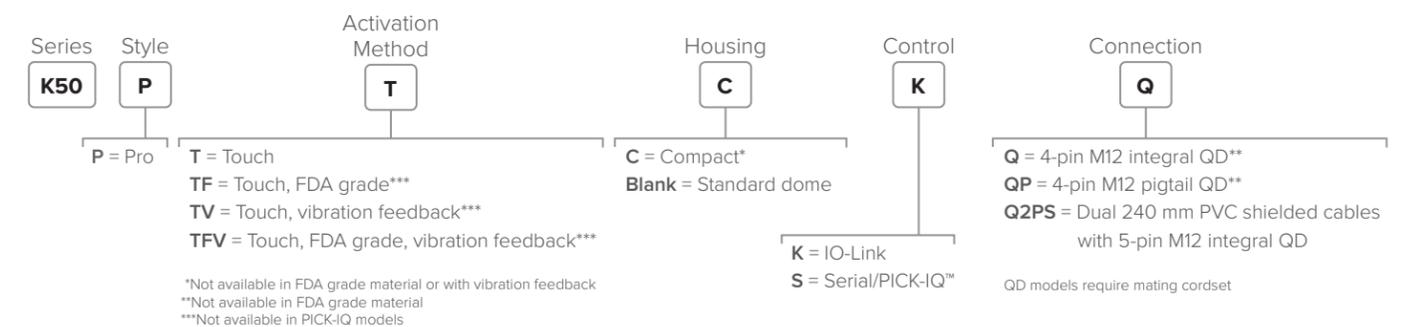 Series
Style
Activation
Method
Housing
Control
Connection
K50
P
T
C
K
Q
P = Pro
T = Touch
TF = Touch, FDA grade***
TV = Touch, vibration feedback***
TFV = Touch, FDA grade, vibration feedback***
C = Compact*
Blank = Standard dome
K = IO-Link
S = Serial/PICK-IQ™
Q = 4-pin M12 integral QD**
QP = 4-pin M12 pigtail QD**
Q2PS = Dual 240 mm PVC shielded cables
with 5-pin M12 integral QD
*Not available in FDA grade material or with vibration feedback
**Not available in FDA grade material
***Not available in PICK-IQ models
QD models require mating cordset